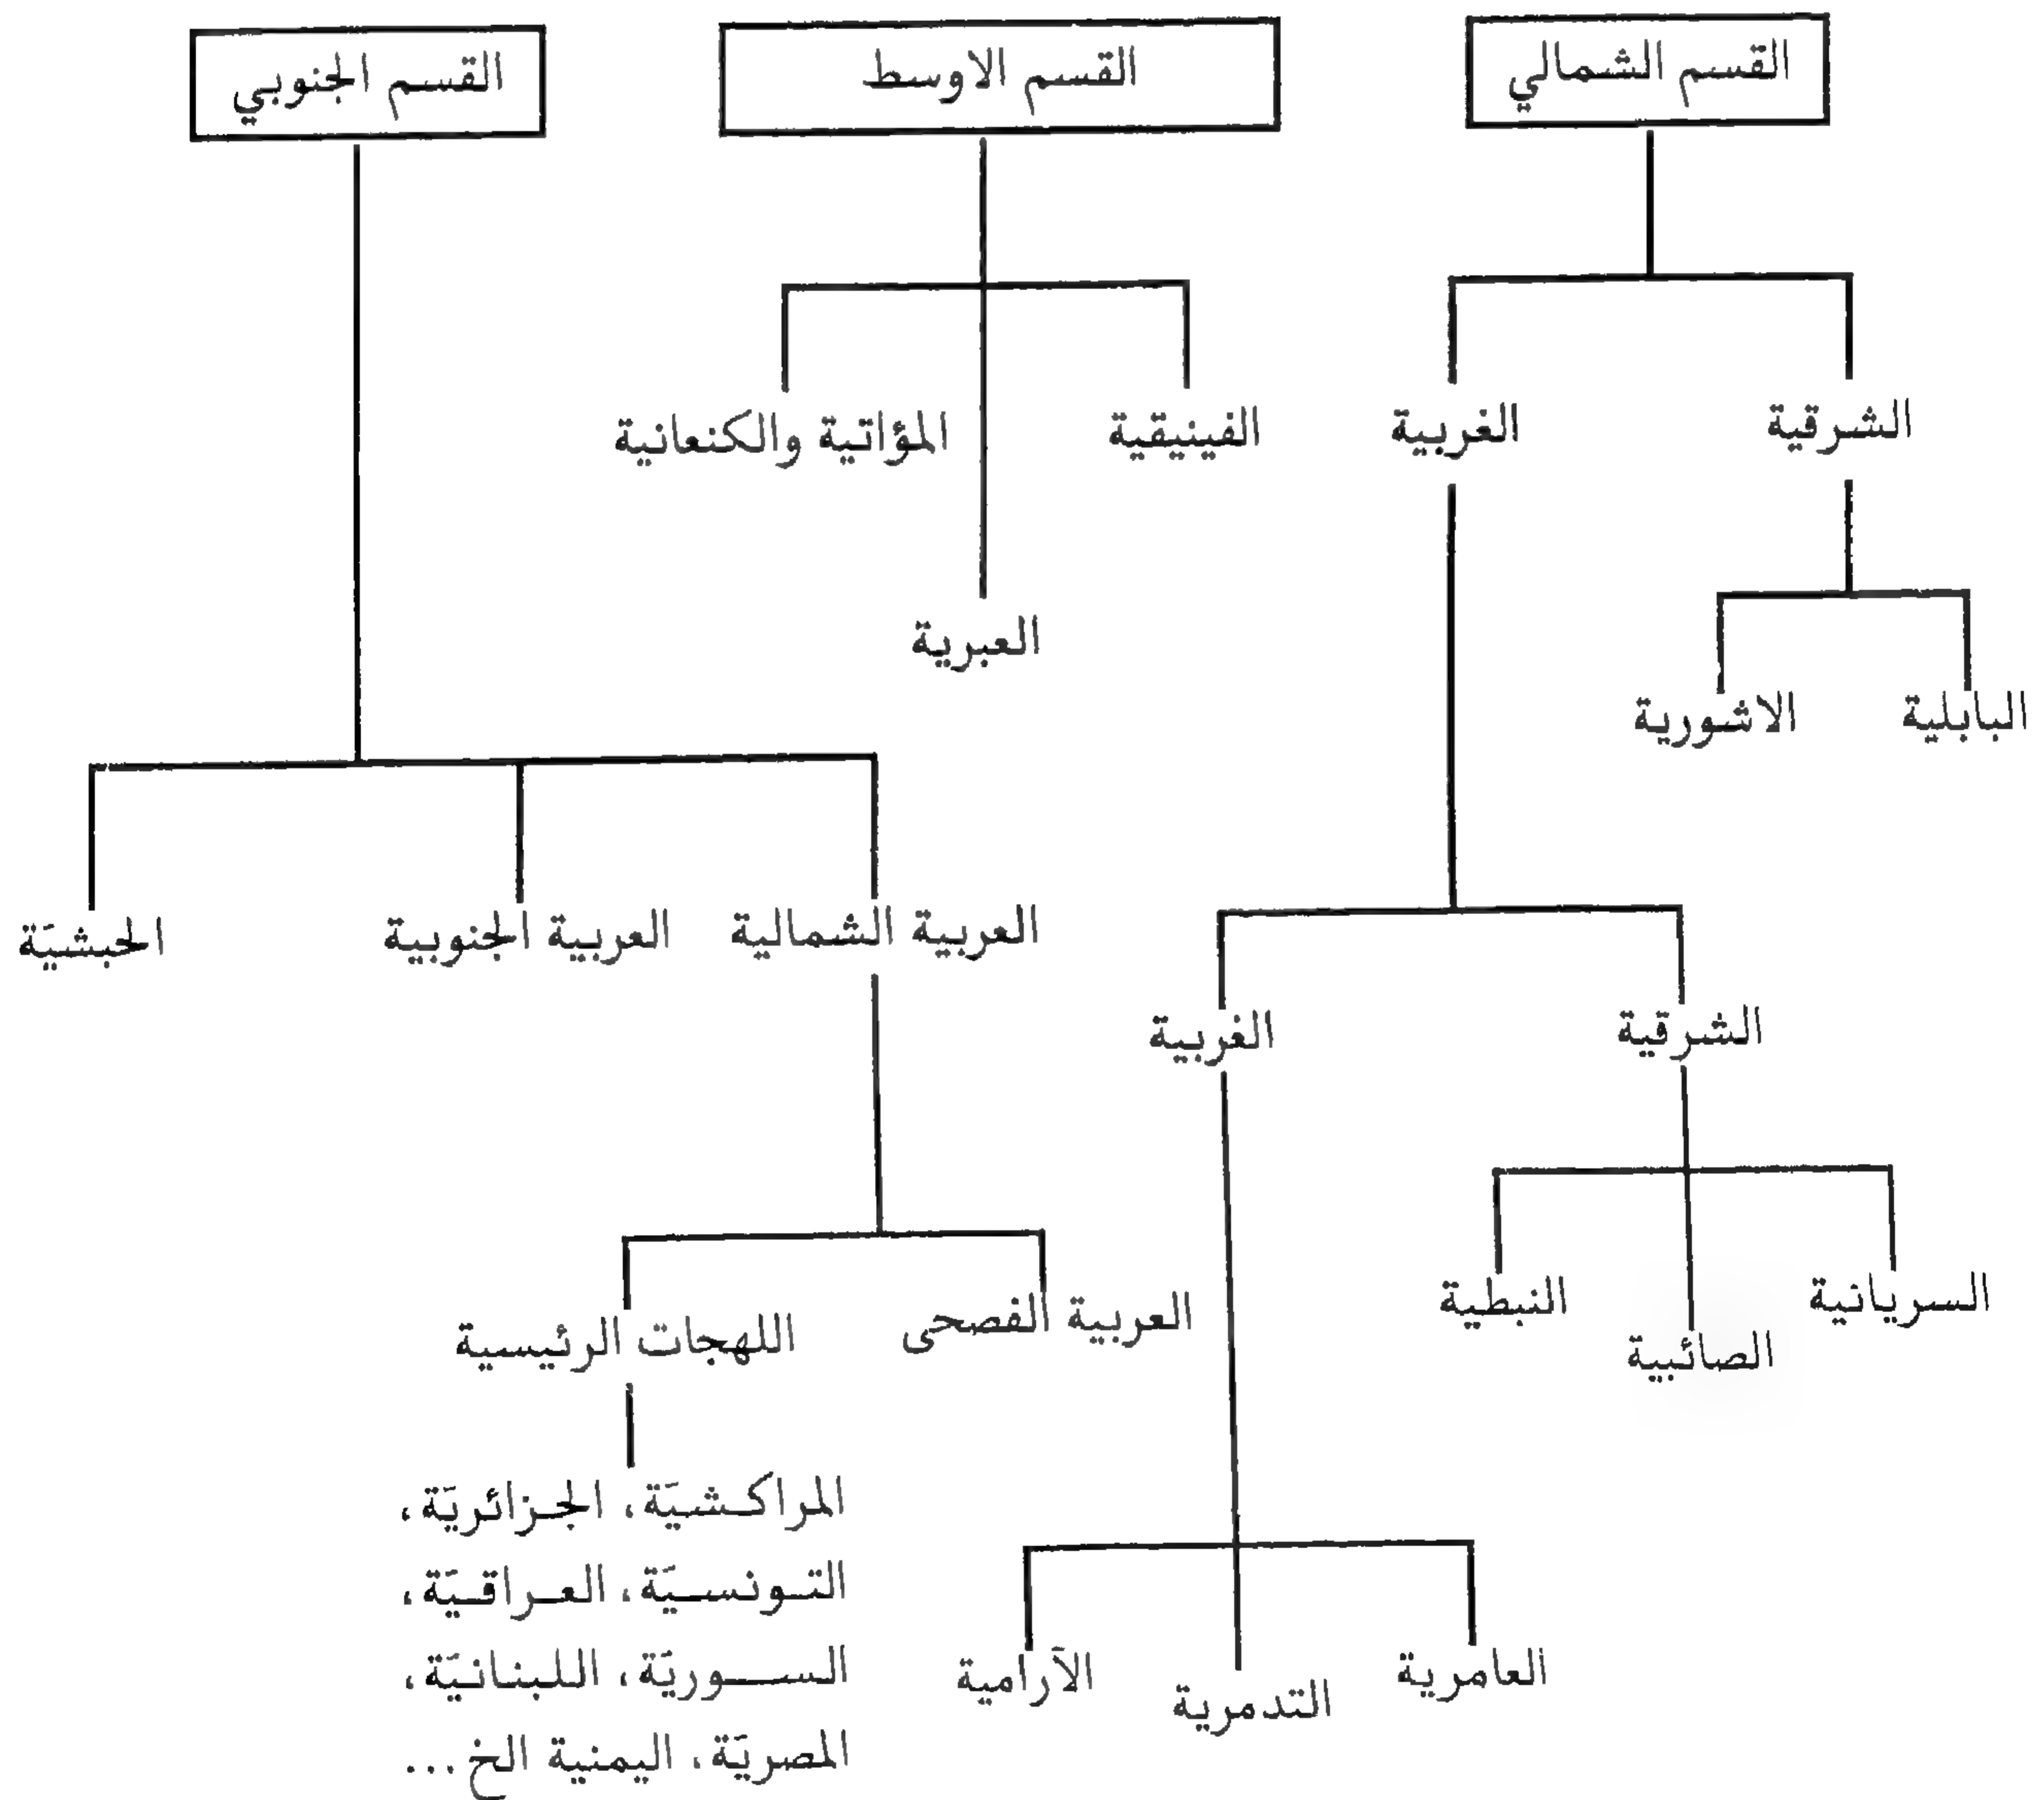 القسم الشمالي
القسم الاوسط
القسم الجنوبي
الشرقية
الغربية
الفينيقية
المؤاتية والكنعانية
العبرية
البابلية
الاشورية
العربية الشمالية
العربية الجنوبية
الحبشيّة
الشرقية
الغربية
السريانية
الصائبية
النبطية
العربية الفصحى
اللهجات الرئيسية
المراكشيّة، الجزائريّة،
التونسيّة، العراقيّة،
السوريّة، اللبنانيّة،
المصريّة، اليمنية الخ...
العامرية
التدمرية
الآرامية